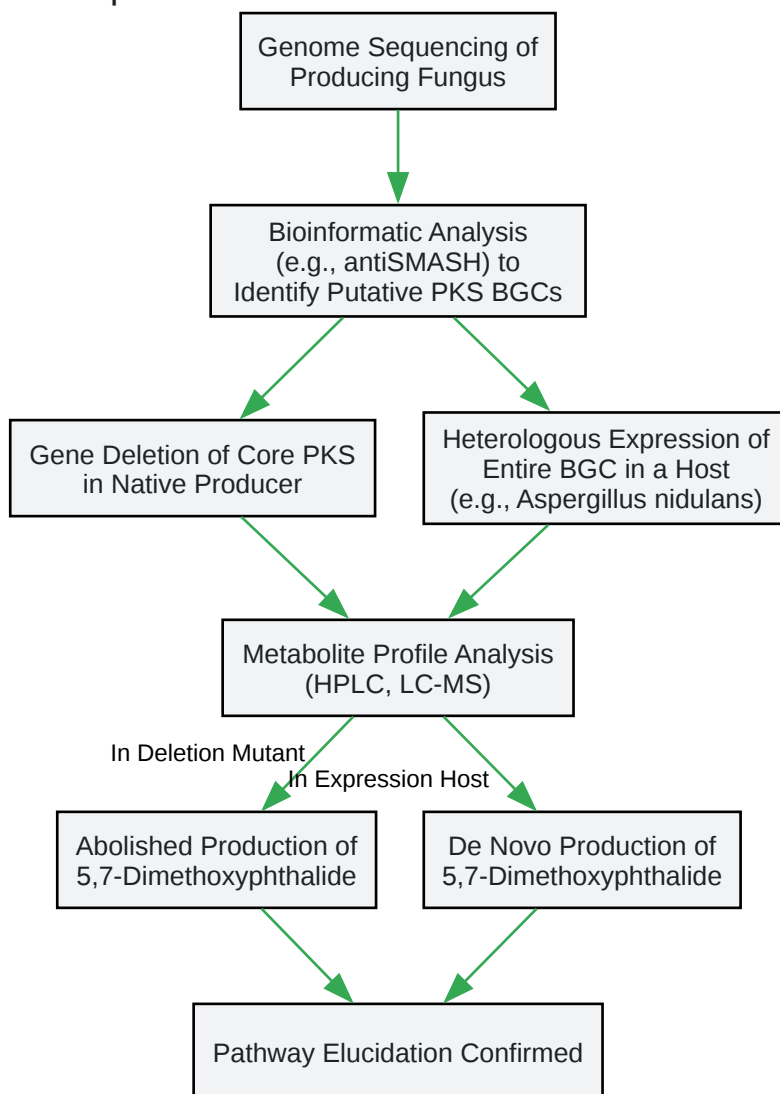 Genome Sequencing of
Producing Fungus
Bioinformatic Analysis
(e.g., antiSMASH) to
Identify Putative PKS BGCs
Gene Deletion of Core PKS
in Native Producer
Heterologous Expression of
Entire BGC in a Host
(e.g., Aspergillus nidulans)
Metabolite Profile Analysis
(HPLC, LC-MS)
In Deletion Mutant
In Expression Host
Abolished Production of
5,7-Dimethoxyphthalide
De Novo Production of
5,7-Dimethoxyphthalide
Pathway Elucidation Confirmed